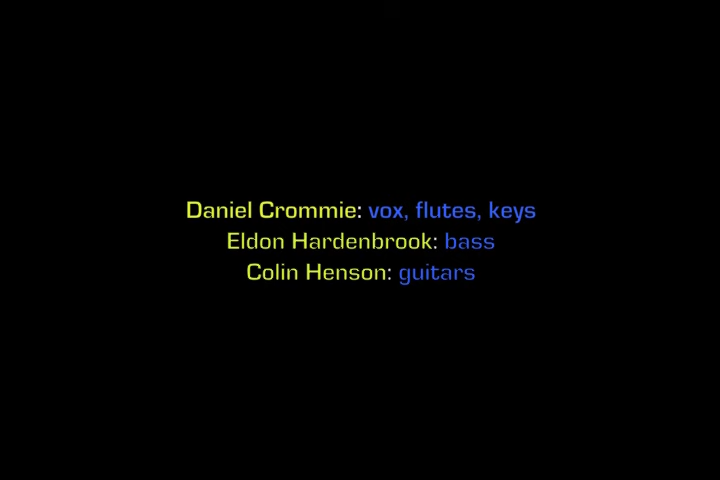 Daniel Crommie: vox, flutes, keys
Eldon Hardenbrook: bass
Colin Henson: guitars